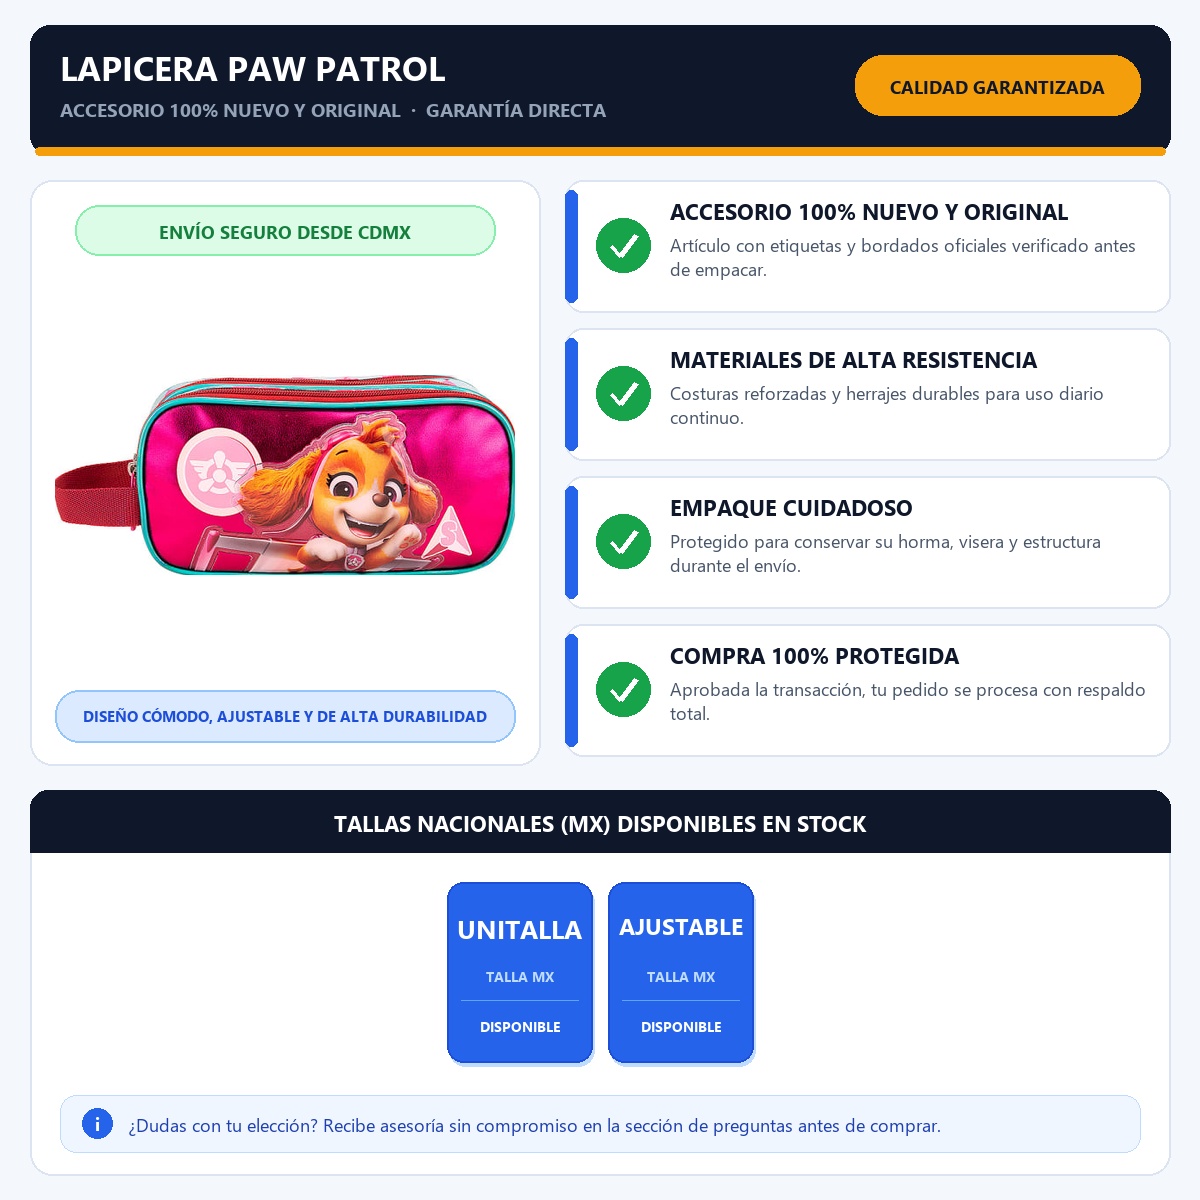 LAPICERA PAW PATROL
ACCESORIO 100% NUEVO Y ORIGINAL · GARANTÍA DIRECTA
CALIDAD GARANTIZADA
ENVÍO SEGURO DESDE CDMX
S
DISEÑO CÓMODO, AJUSTABLE Y DE ALTA DURABILIDAD
ACCESORIO 100% NUEVO Y ORIGINAL
Artículo con etiquetas y bordados oficiales verificado antes
de empacar.
MATERIALES DE ALTA RESISTENCIA
Costuras reforzadas y herrajes durables para uso diario
continuo.
EMPAQUE CUIDADOSO
Protegido para conservar su horma, visera y estructura
durante el envío.
COMPRA 100% PROTEGIDA
Aprobada la transacción, tu pedido se procesa con respaldo
total.
TALLAS NACIONALES (MX) DISPONIBLES EN STOCK
UNITALLA
TALLA MX
DISPONIBLE
AJUSTABLE
TALLA MX
DISPONIBLE
¿Dudas con tu elección? Recibe asesoría sin compromiso en la sección de preguntas antes de comprar.